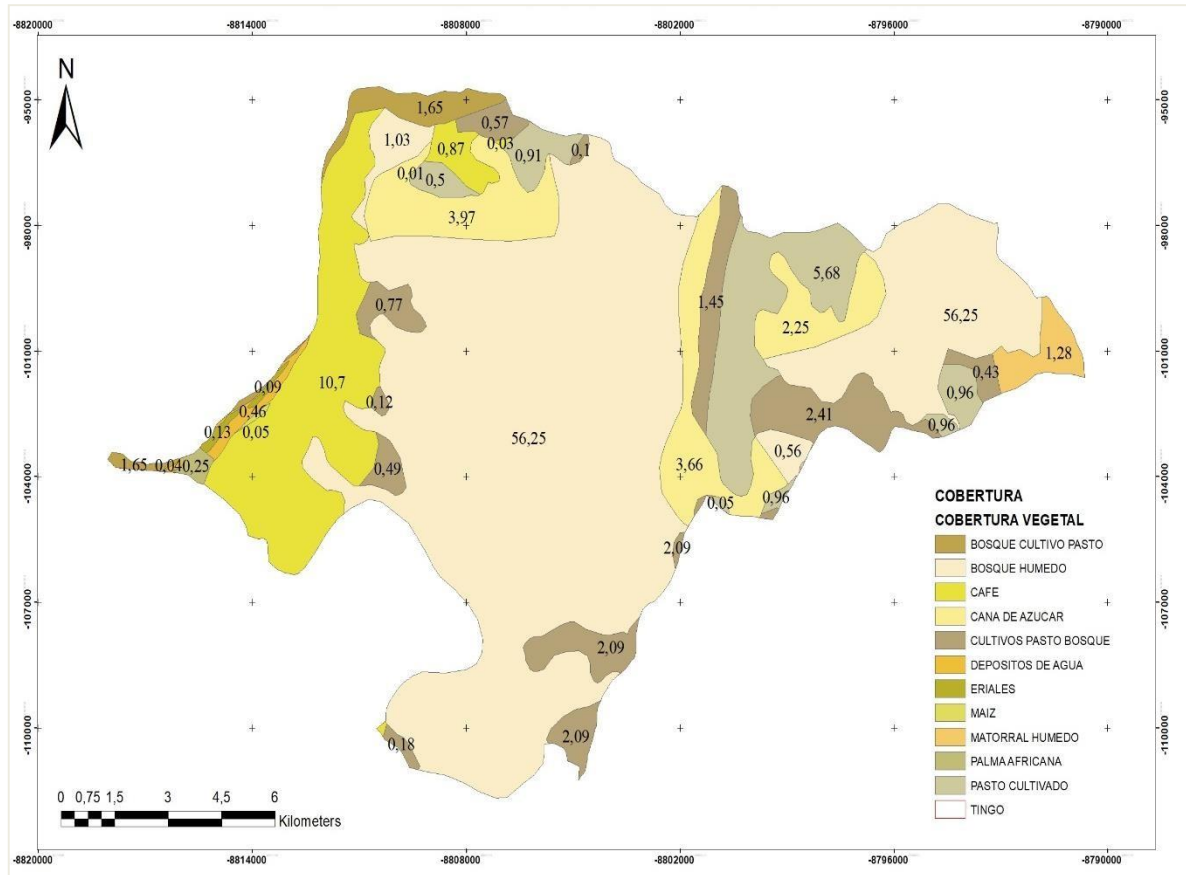 -8820000 -8814000 -8808000 -8802000 -8796000 -8790000
N
-95000 -95000
1,65
0,57
1,03 0,87 0,03 0,91 0,1
0,01 0,5
3,97
-98000 -98000
5,68
0,77 1,45
2,25 56,25
-101000 -101000
1,28
0,09 10,7 0,43
0,46 0,12 0,96
0,13 0,05 2,41 0,96
56,25
0,56
1,65 0,04 0,25 0,49 3,66
-104000 -104000
0,05 0,96
2,09
-107000 -107000
2,09
-110000 -110000
0,18 2,09
COBERTURA
COBERTURA VEGETAL
BOSQUE CULTIVO PASTO
BOSQUE HUMEDO
CAFE
CANA DE AZUCAR
CULTIVOS PASTO BOSQUE
DEPOSITOS DE AGUA
ERIALES
MAIZ
MATORRAL HUMEDO
PALMA AFRICANA
PASTO CULTIVADO
TINGO
0 0,75 1,5 3 4,5 6
Kilometers
-8820000 -8814000 -8808000 -8802000 -8796000 -8790000